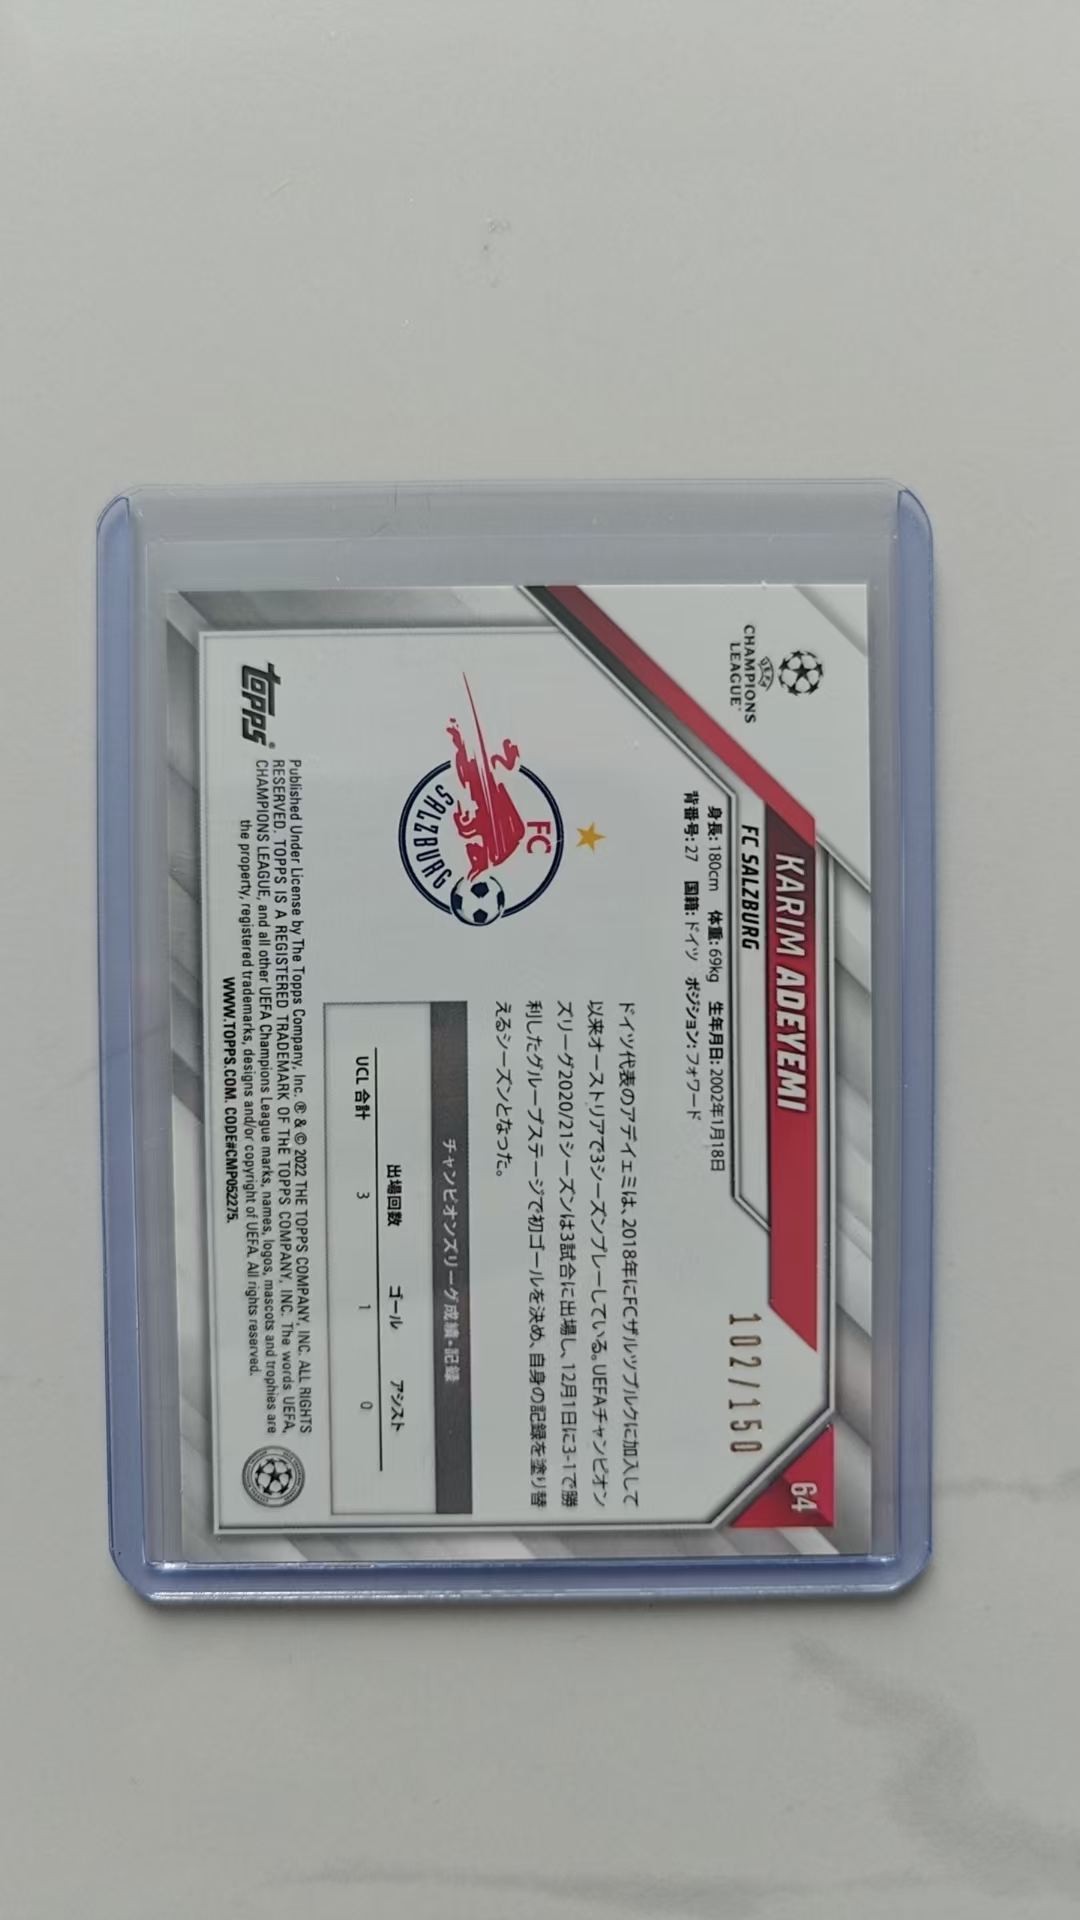 CHAMPIONS
LEAGUE
UEFA
KARIM ADEYEMI
FC SALZBURG
102/150
64
身長: 180cm 体重: 69kg 生年月日: 2002年1月18日
背番号: 27 国籍: ドイツ ポジション: フォワード
FC
SALZBURG
ドイツ代表のアデイェミは、2018年にFCザルツブルクに加入して
以来オーストリアで3シーズンプレーしている。UEFAチャンピオン
ズリーグ2020/21シーズンは3試合に出場し、12月1日に3-1で勝
利したグループステージで初ゴールを決め、自身の記録を塗り替
えるシーズンとなった。
チャンピオンズリーグ成績・記録
出場回数 ゴール アシスト
UCL 合計 3 1 0
topps®
Published Under License by The Topps Company, Inc. ® & © 2022 THE TOPPS COMPANY, INC. ALL RIGHTS
RESERVED. TOPPS IS A REGISTERED TRADEMARK OF THE TOPPS COMPANY, INC. The words UEFA,
CHAMPIONS LEAGUE, and all other UEFA Champions League marks, names, logos, mascots and trophies are
the property, registered trademarks, designs and/or copyright of UEFA. All rights reserved.
WWW.TOPPS.COM. CODE#CMP052275.